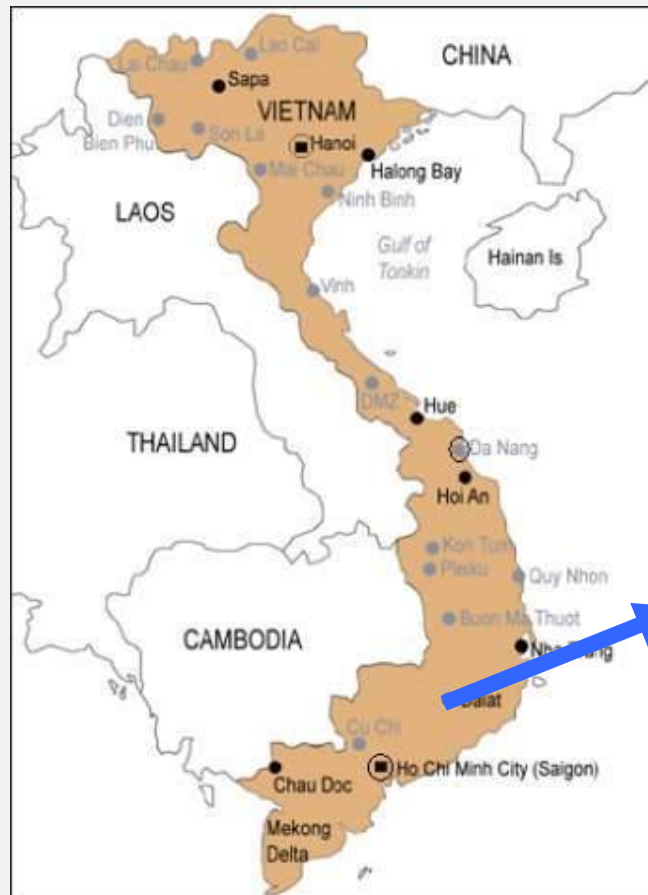 CHINA
Lao Cai
Lai Chau
Sapa
VIETNAM
Dien
Bien Phu
Son La
Hanoi
Halong Bay
Mai Chau
Ninh Binh
LAOS
Gulf of
Tonkin
Hainan Is
Vinh
DMZ
Hue
THAILAND
Da Nang
Hoi An
Kon Tum
Pleiku
Quy Nhon
Buon Ma Thuot
CAMBODIA
Dalat
Cu Chi
Ho Chi Minh City (Saigon)
Chau Doc
Mekong
Delta